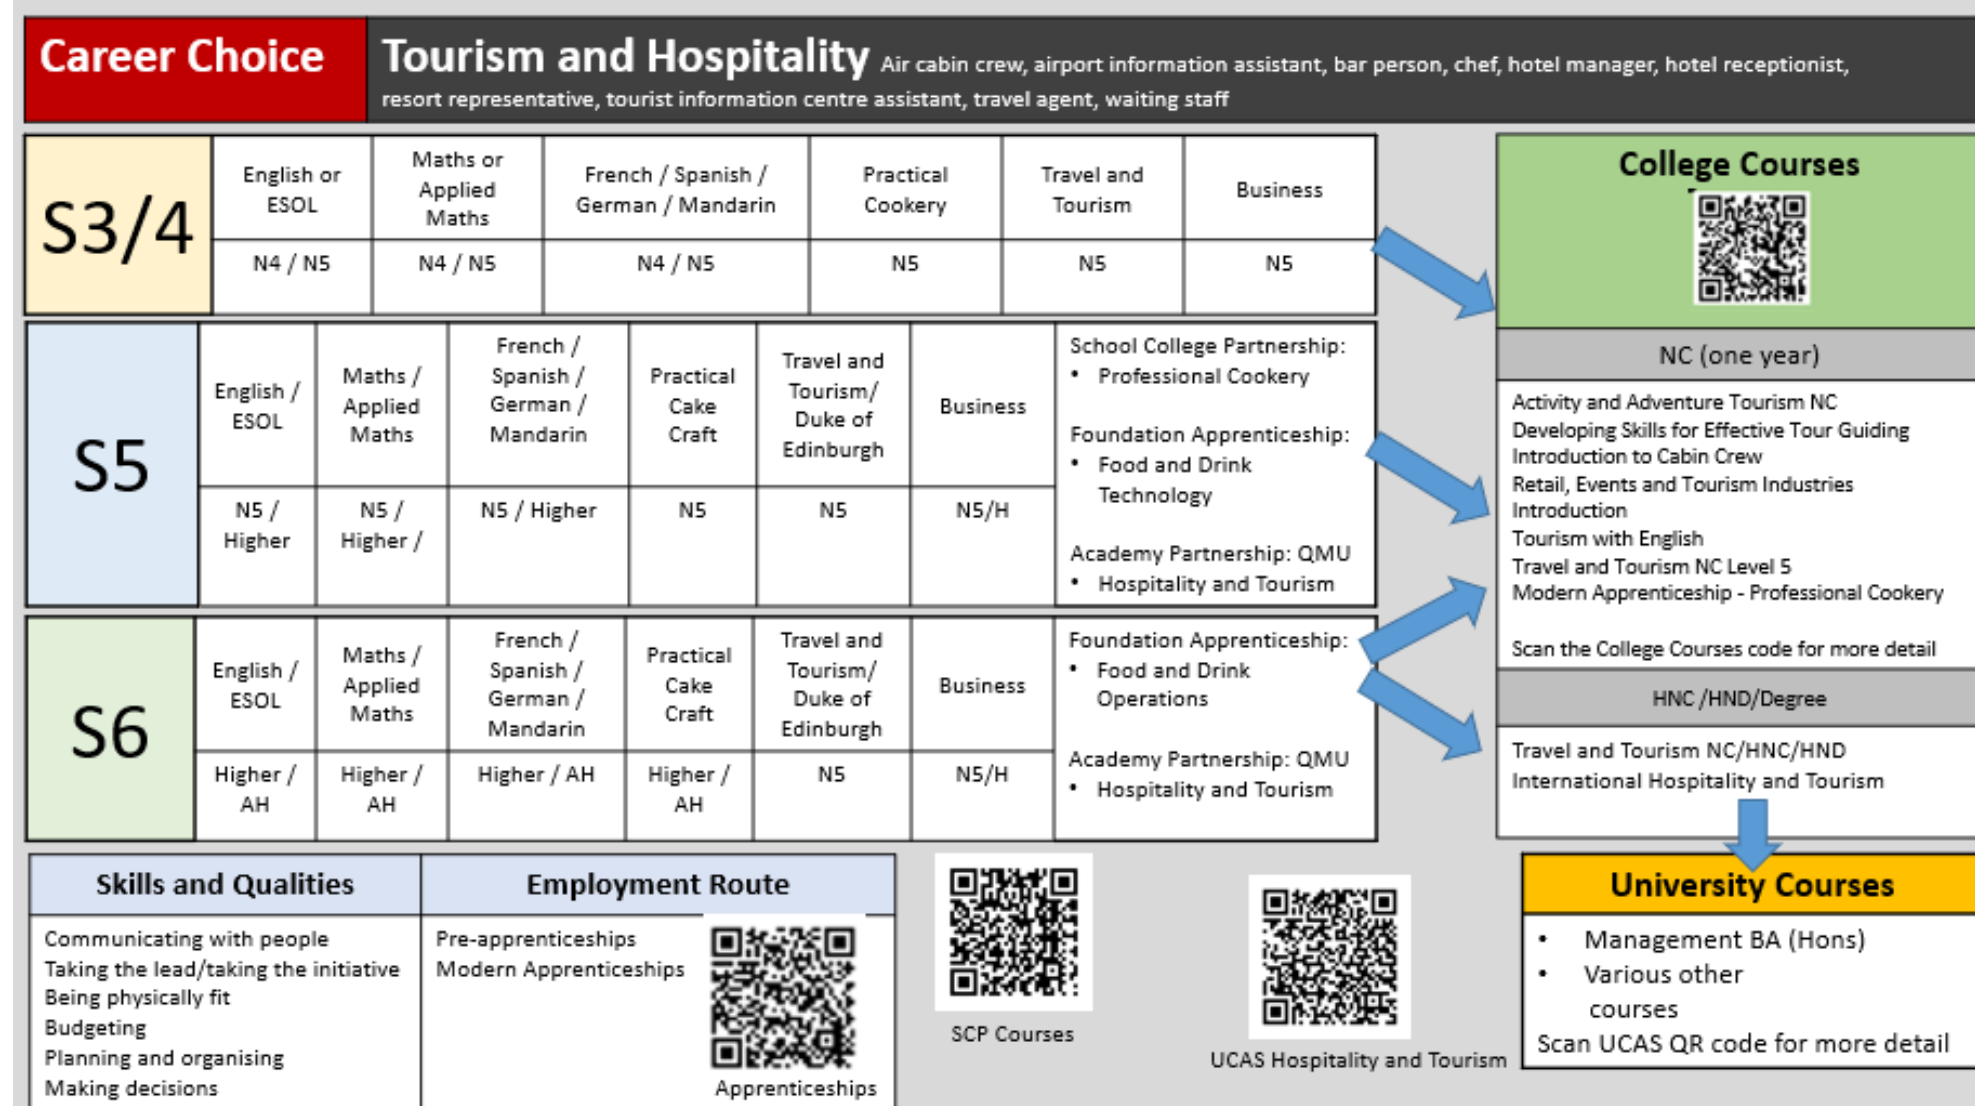 Career Choice
Tourism and Hospitality Air cabin crew, airport information assistant, bar person, chef, hotel manager, hotel receptionist,
resort representative, tourist information centre assistant, travel agent, waiting staff
S3/4
English or
ESOL
Maths or
Applied
Maths
French / Spanish /
German / Mandarin
Practical
Cookery
Travel and
Tourism
Business
N4 / N5
N4 / N5
N4 / N5
N5
N5
N5
S5
English /
ESOL
Maths /
Applied
Maths
French /
Spanish /
German /
Mandarin
Practical
Cake
Craft
Travel and
Tourism/
Duke of
Edinburgh
Business
N5 /
Higher
N5 /
Higher /
N5 / Higher
N5
N5
N5/H
School College Partnership:
• Professional Cookery
Foundation Apprenticeship:
• Food and Drink
Technology
Academy Partnership: QMU
• Hospitality and Tourism
S6
English /
ESOL
Maths /
Applied
Maths
French /
Spanish /
German /
Mandarin
Practical
Cake
Craft
Travel and
Tourism/
Duke of
Edinburgh
Business
Higher /
AH
Higher /
AH
Higher / AH
Higher /
AH
N5
N5/H
Foundation Apprenticeship:
• Food and Drink
Operations
Academy Partnership: QMU
• Hospitality and Tourism
College Courses
NC (one year)
Activity and Adventure Tourism NC
Developing Skills for Effective Tour Guiding
Introduction to Cabin Crew
Retail, Events and Tourism Industries
Introduction
Tourism with English
Travel and Tourism NC Level 5
Modern Apprenticeship - Professional Cookery
Scan the College Courses code for more detail
HNC /HND/Degree
Travel and Tourism NC/HNC/HND
International Hospitality and Tourism
Skills and Qualities
Communicating with people
Taking the lead/taking the initiative
Being physically fit
Budgeting
Planning and organising
Making decisions
Employment Route
Pre-apprenticeships
Modern Apprenticeships
Apprenticeships
SCP Courses
UCAS Hospitality and Tourism
University Courses
• Management BA (Hons)
• Various other
courses
Scan UCAS QR code for more detail